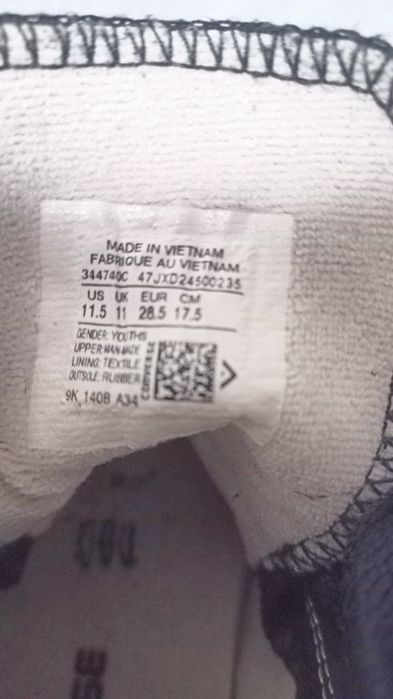 MADE IN VIETNAM
FABRIQUE AU VIETNAM
344740C 47JXD24500235
US UK EUR CM
11.5 11 28.5 17.5
GENDER: YOUTHS
UPPER: MAN-MADE
LINING: TEXTILE
OUTSOLE: RUBBER
CONVERSE
9K 140B A34
SE